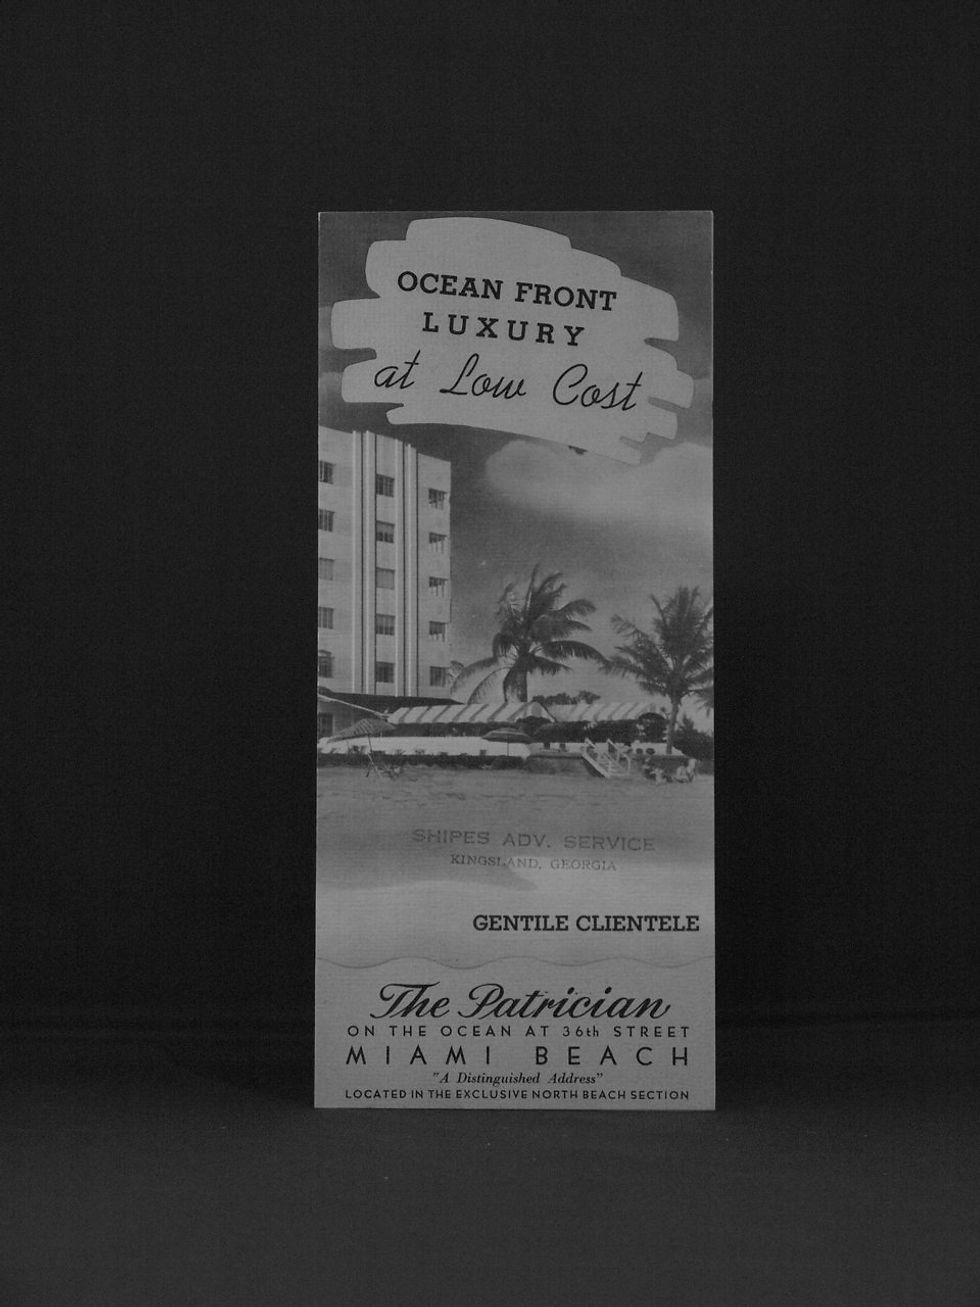 OCEAN FRONT
LUXURY
at Low Cost
SHIPES ADV. SERVICE
KINGSLAND, GEORGIA
GENTILE CLIENTELE
The Patrician
ON THE OCEAN AT 36th STREET
MIAMI BEACH
"A Distinguished Address"
LOCATED IN THE EXCLUSIVE NORTH BEACH SECTION